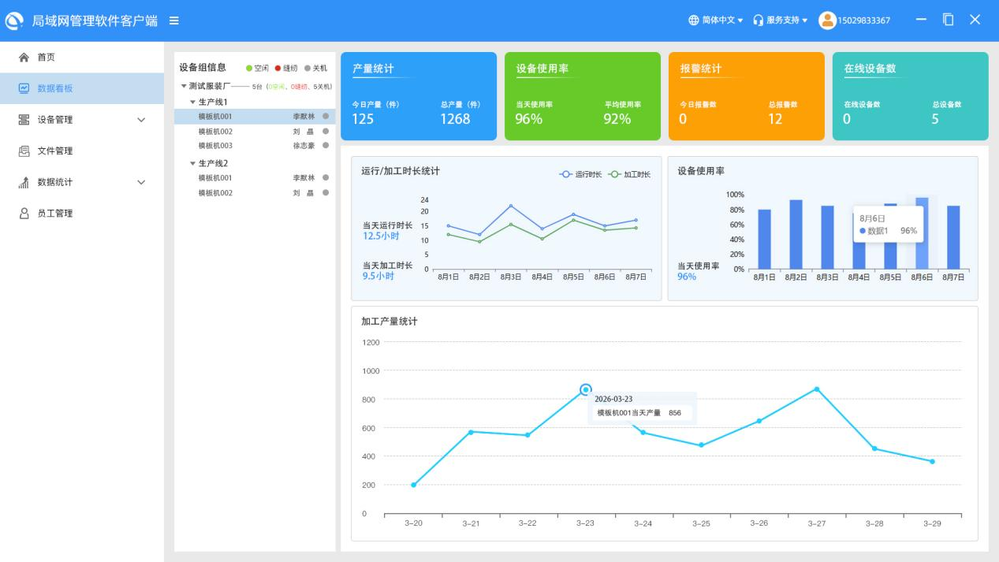 局域网管理软件客户端
简体中文
服务支持
15029833367
首页
数据看板
设备管理
文件管理
数据统计
员工管理
设备组信息 空闲 缝纫 关机
测试服装厂 5台 (0空闲、0缝纫、5关机)
生产线1
模板机001 李默林
模板机002 刘 晶
模板机003 徐志豪
生产线2
模板机001 李默林
模板机002 刘 晶
产量统计
今日产量（件） 总产量（件）
125 1268
设备使用率
当天使用率 平均使用率
96% 92%
报警统计
今日报警数 总报警数
0 12
在线设备数
在线设备数 总设备数
0 5
运行/加工时长统计
运行时长 加工时长
当天运行时长
12.5小时
当天加工时长
9.5小时
24
20
15
10
5
0
8月1日 8月2日 8月3日 8月4日 8月5日 8月6日 8月7日
设备使用率
当天使用率
96%
100%
80%
60%
40%
20%
0%
8月6日
数据1 96%
8月1日 8月2日 8月3日 8月4日 8月5日 8月6日 8月7日
加工产量统计
1200
1000
800
600
400
200
0
2026-03-23
模板机001当天产量 856
3-20 3-21 3-22 3-23 3-24 3-25 3-26 3-27 3-28 3-29